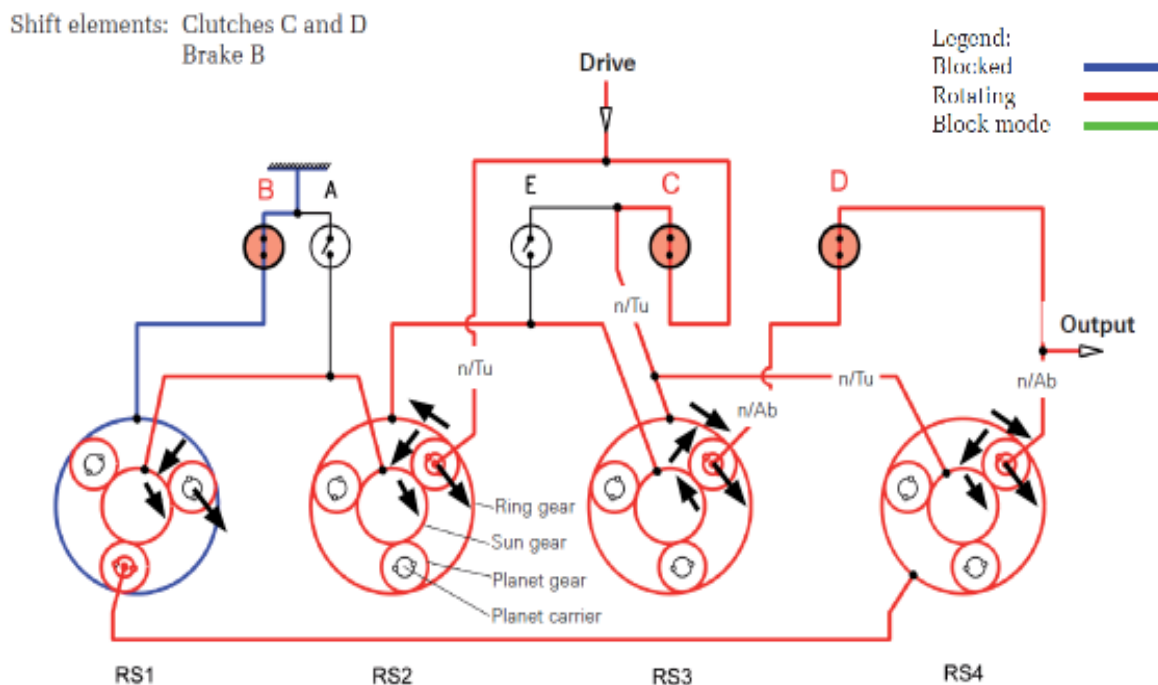 Shift elements: Clutches C and D
Brake B
Legend:
Blocked
Rotating
Block mode
Drive
B
A
E
C
D
n/Tu
Output
n/Tu
n/Tu
n/Ab
n/Ab
Ring gear
Sun gear
Planet gear
Planet carrier
RS1
RS2
RS3
RS4